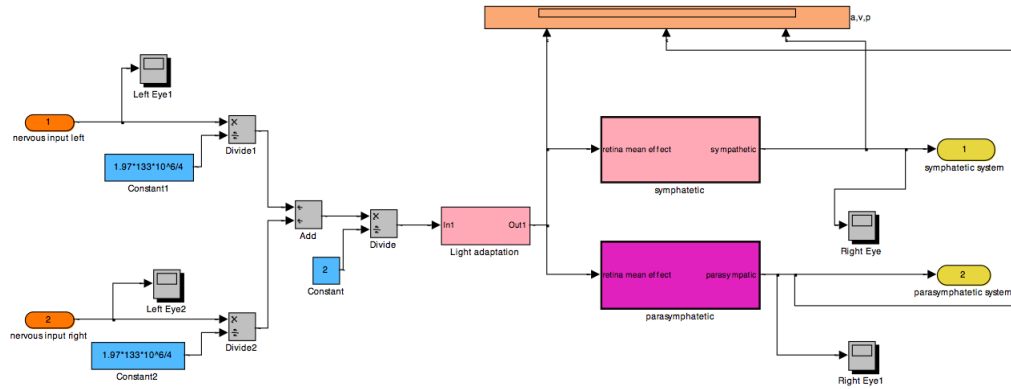 a,v,p
Left Eye1
1
nervous input left
×
÷
Divide1
1.97*133*10^6/4
Constant1
retina mean effect
sympathetic
symphatetic
1
symphatetic system
Right Eye
Add
×
÷
Divide
In1
Out1
Light adaptation
2
Constant
retina mean effect
parasympatic
parasymphatetic
2
parasymphatetic system
Left Eye2
2
nervous input right
×
÷
Divide2
1.97*133*10^6/4
Constant2
Right Eye1